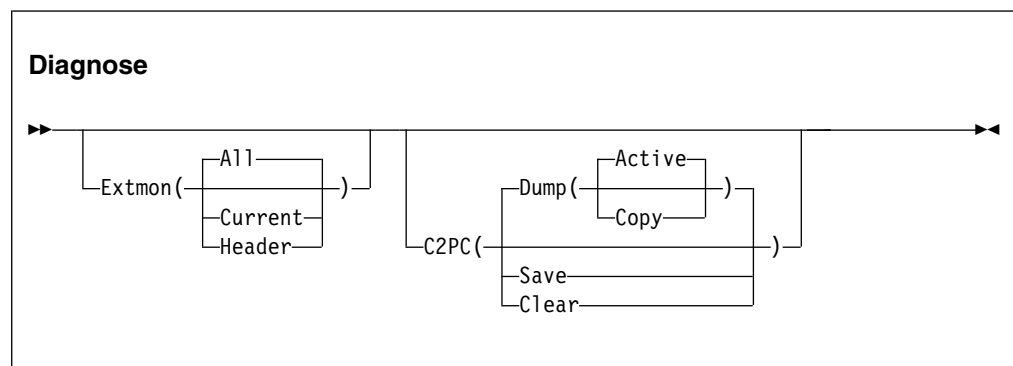 Diagnose
All Active
Extmon( ) Dump( )
Current Copy
Header C2PC( )
Save
Clear